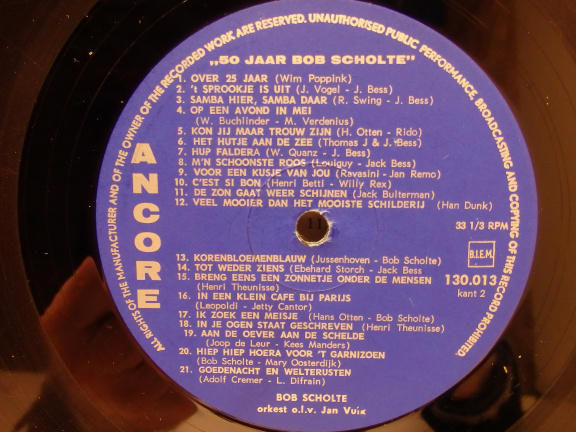 ALL RIGHTS OF THE MANUFACTURER AND OF THE OWNER OF THE RECORDED WORK ARE RESERVED. UNAUTHORISED PUBLIC PERFORMANCE, BROADCASTING AND COPYING OF THIS RECORD PROHIBITED.
ANCORE
„50 JAAR BOB SCHOLTE"
1. OVER 25 JAAR (Wim Poppink)
2. 't SPROOKJE IS UIT (J. Vogel - J. Bess)
3. SAMBA HIER, SAMBA DAAR (R. Swing - J. Bess)
4. OP EEN AVOND IN MEI
(W. Buchlinder - M. Verdenius)
5. KON JIJ MAAR TROUW ZIJN (H. Otten - Rido)
6. HET HUTJE AAN DE ZEE (Thomas J & J. Bess)
7. HUP FALDERA (W. Quanz - J. Bess)
8. M'N SCHOONSTE ROOS (Louiguy - Jack Bess)
9. VOOR EEN KUSJE VAN JOU (Ravasini - Jan Remo)
10. C'EST SI BON (Henri Betti - Willy Rex)
11. DE ZON GAAT WEER SCHIJNEN (Jack Bulterman)
12. VEEL MOOIER DAN HET MOOISTE SCHILDERIJ (Han Dunk)
33 1/3 RPM
11
B.I.E.M.
130.013
kant 2
13. KORENBLOEMENBLAUW (Jussenhoven - Bob Scholte)
14. TOT WEDER ZIENS (Ebehard Storch - Jack Bess)
15. BRENG EENS EEN ZONNETJE ONDER DE MENSEN
(Henri Theunisse)
16. IN EEN KLEIN CAFE BIJ PARIJS
(Leopoldi - Jetty Cantor)
17. IK ZOEK EEN MEISJE (Hans Otten - Bob Scholte)
18. IN JE OGEN STAAT GESCHREVEN (Henri Theunisse)
19. AAN DE OEVER AAN DE SCHELDE
(Joop de Leur - Kees Manders)
20. HIEP HIEP HOERA VOOR 'T GARNIZOEN
(Bob Scholte - Mary Oosterdijk)
21. GOEDENACHT EN WELTERUSTEN
(Adolf Cremer - L. Difrain)
BOB SCHOLTE
orkest o.l.v. Jan Vuik